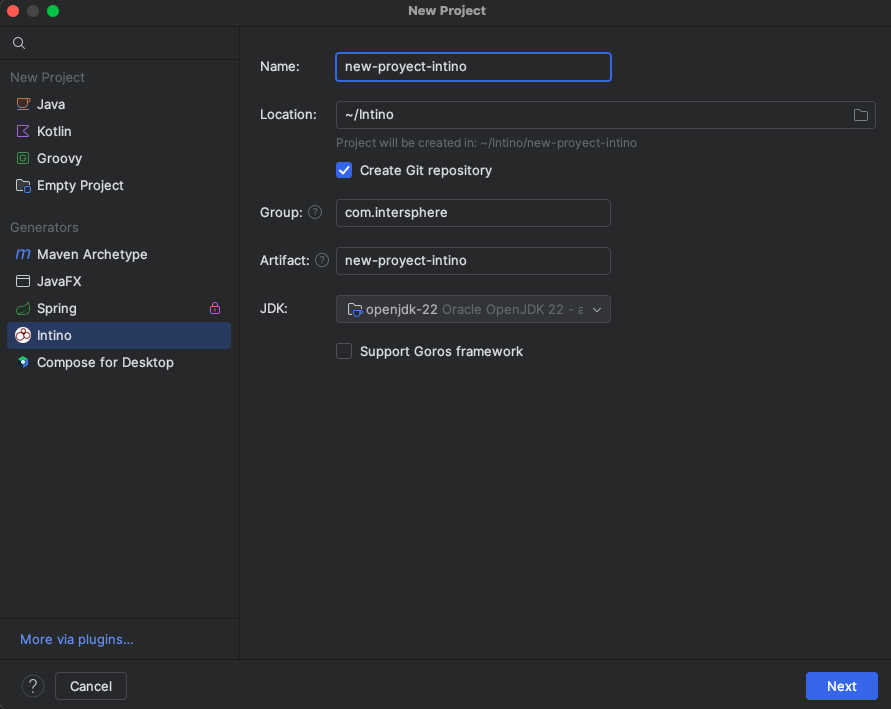 New Project
New Project
Java
Kotlin
G Groovy
Empty Project
Generators
m Maven Archetype
JavaFX
Spring
Intino
Compose for Desktop
More via plugins...
Name: new-proyect-intino
Location: ~/Intino
Project will be created in: ~/Intino/new-proyect-intino
Create Git repository
Group: ? com.intersphere
Artifact: ? new-proyect-intino
JDK: openjdk-22 Oracle OpenJDK 22 - a
Support Goros framework
? Cancel Next